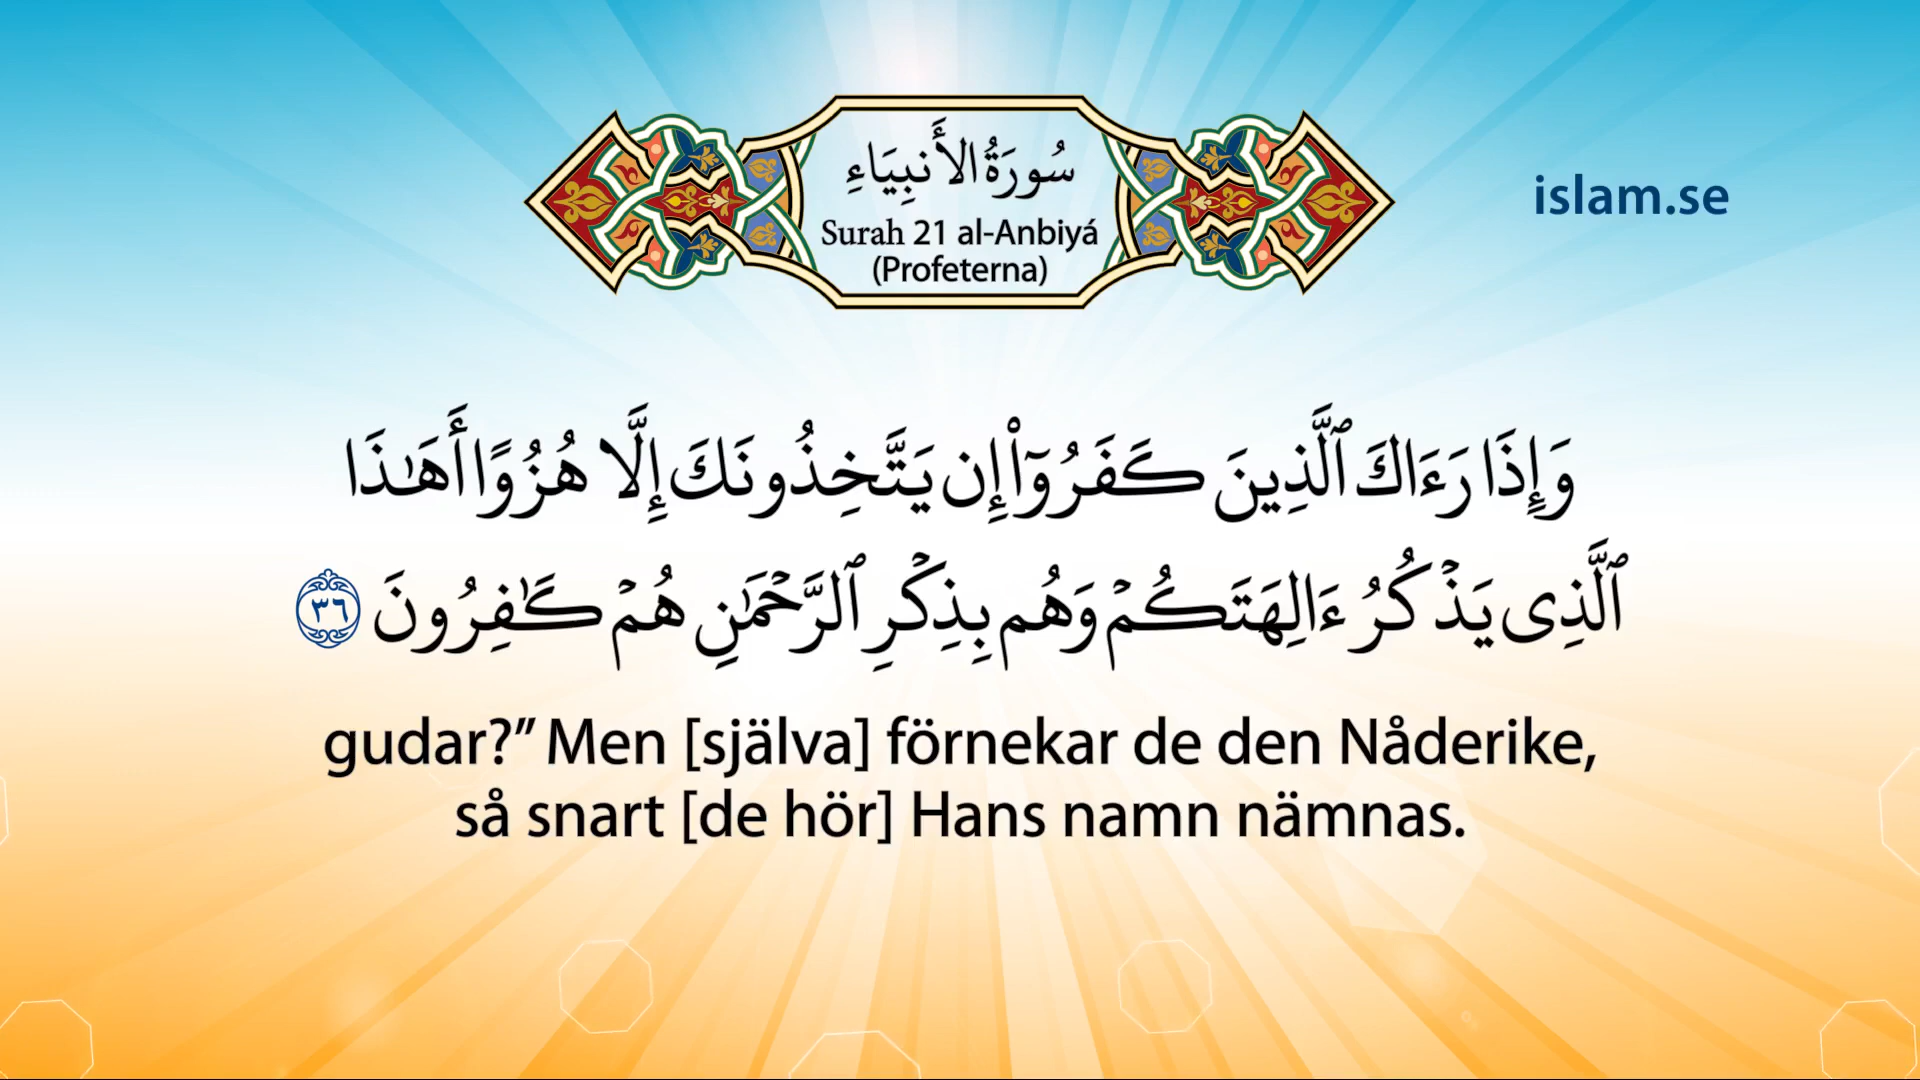 سُورَةُ الأَنبِيَاءِ
Surah 21 al-Anbiyá
(Profeterna)
islam.se
وَإِذَا رَءَاكَ ٱلَّذِينَ كَفَرُوٓا۟ إِن يَتَّخِذُونَكَ إِلَّا هُزُوًا أَهَـٰذَا
ٱلَّذِى يَذْكُرُ ءَالِهَتَكُمْ وَهُم بِذِكْرِ ٱلرَّحْمَـٰنِ هُمْ كَـٰفِرُونَ ٣٦
gudar?” Men [själva] förnekar de den Nåderike,
så snart [de hör] Hans namn nämnas.